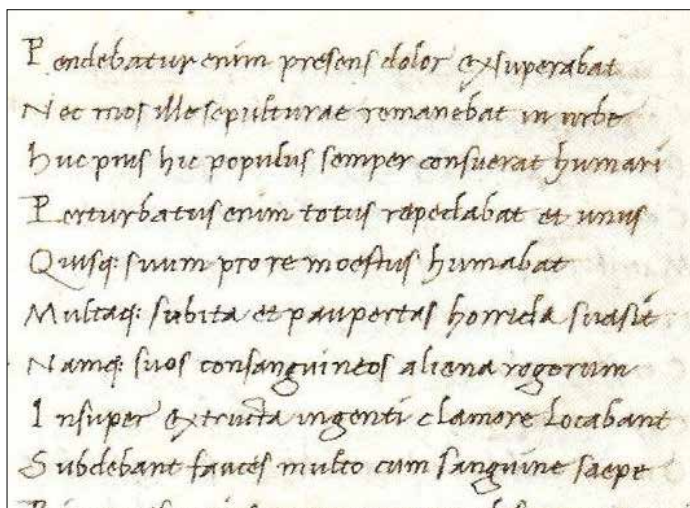 Pendebatur enim presens dolor exsuperabat
Nec mos ille sepulturae remanebat in urbe
Huc pius hic populus semper consuerat humari
Perturbatus enim totus repedabat et unus
Quisq: suum pro re moestus humabat
Multaq: subita et paupertas horrida suasit
Namq: suos consanguineos aliena rogorum
Insuper extructa ingenti clamore locabant
Subdebant fauces multo cum sanguine saepe